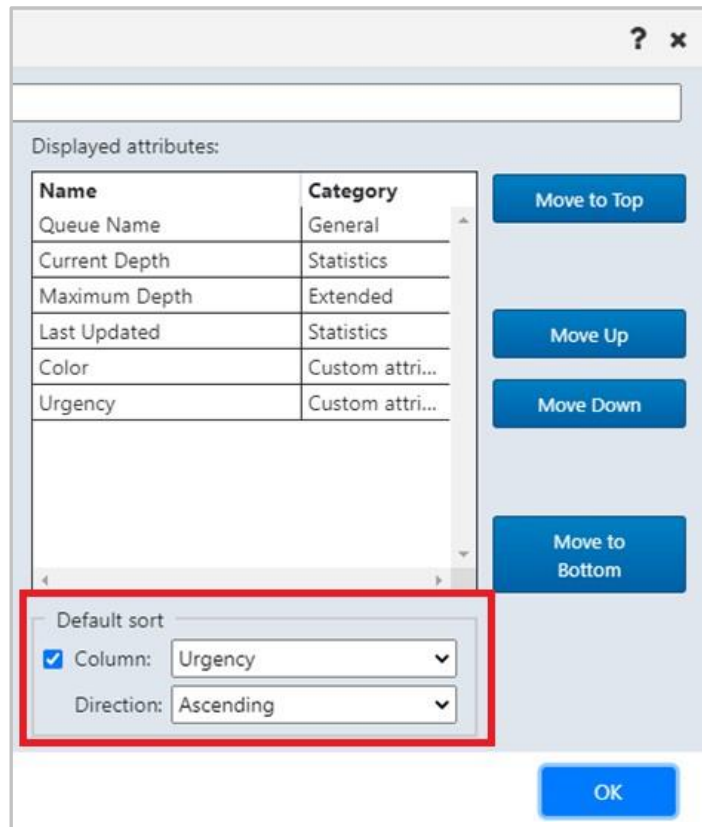 ? ×
Displayed attributes:
Name Category
Queue Name General
Current Depth Statistics
Maximum Depth Extended
Last Updated Statistics
Color Custom attri...
Urgency Custom attri...
Move to Top
Move Up
Move Down
Move to
Bottom
Default sort
Column: Urgency
Direction: Ascending
OK